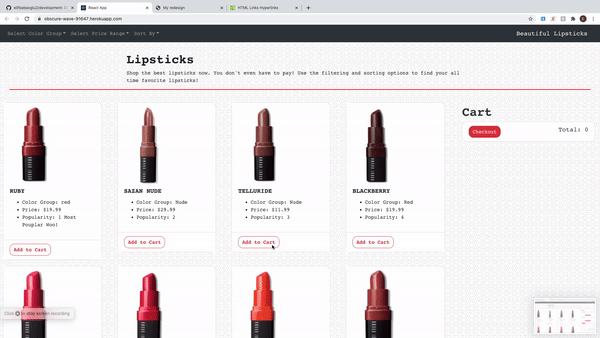 React App
My redesign
HTML Links Hyperlinks
obscure-wave-91647.herokuapp.com
Select Color Group Select Price Range Sort By
Beautiful Lipsticks
Lipsticks
Shop the best lipsticks now. You don't even have to pay! Use the filtering and sorting options to find your all
time favorite lipsticks!
Cart
Checkout
Total: 0
RUBY
Color Group: red
Price: $19.99
Popularity: 1 Most
Pouplar Woo!
Add to Cart
SAZAN NUDE
Color Group: Nude
Price: $29.99
Popularity: 2
Add to Cart
TELLURIDE
Color Group: Nude
Price: $11.99
Popularity: 3
Add to Cart
BLACKBERRY
Color Group: Red
Price: $19.99
Popularity: 4
Add to Cart
Click to stop screen recording